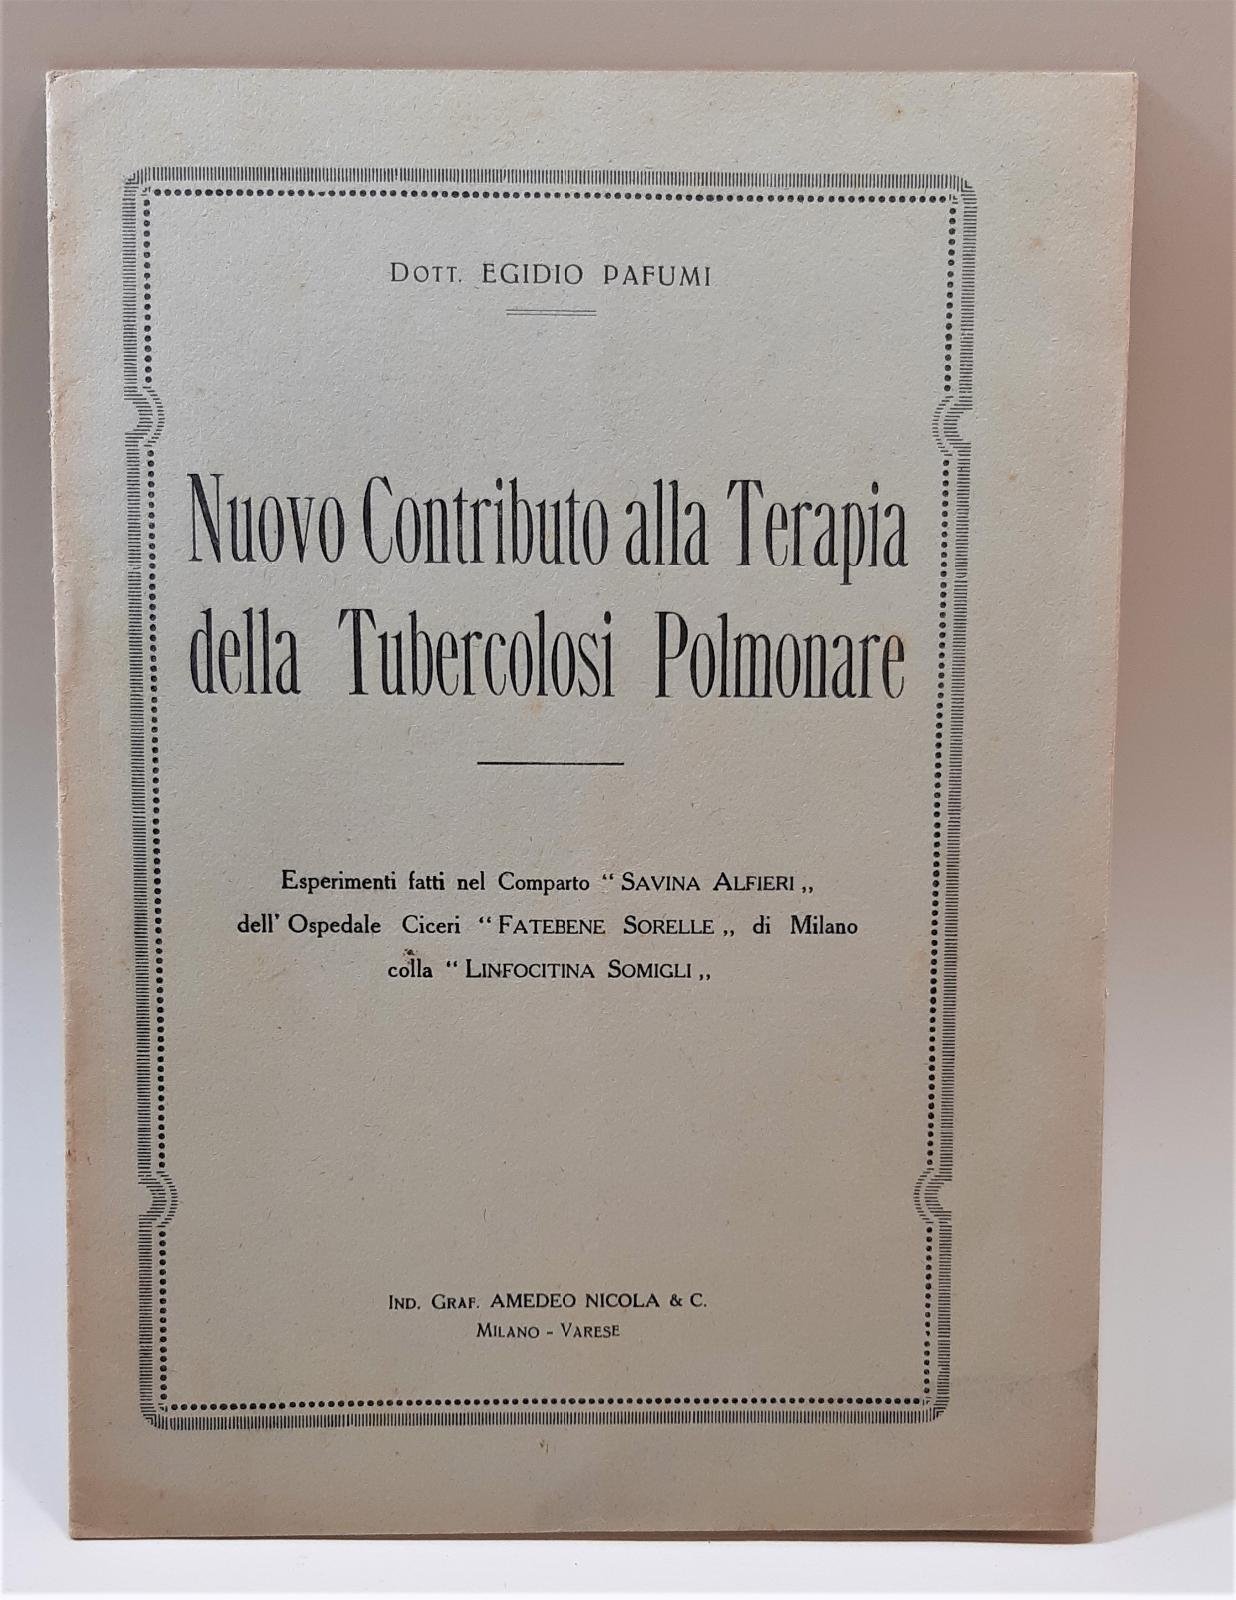 Dott. EGIDIO PAFUMI
Nuovo Contributo alla Terapia
della Tubercolosi Polmonare
Esperimenti fatti nel Comparto “ SAVINA ALFIERI „
dell' Ospedale Ciceri “ FATEBENE SORELLE „ di Milano
colla “ LINFOCITINA SOMIGLI „
IND. GRAF. AMEDEO NICOLA & C.
MILANO - VARESE